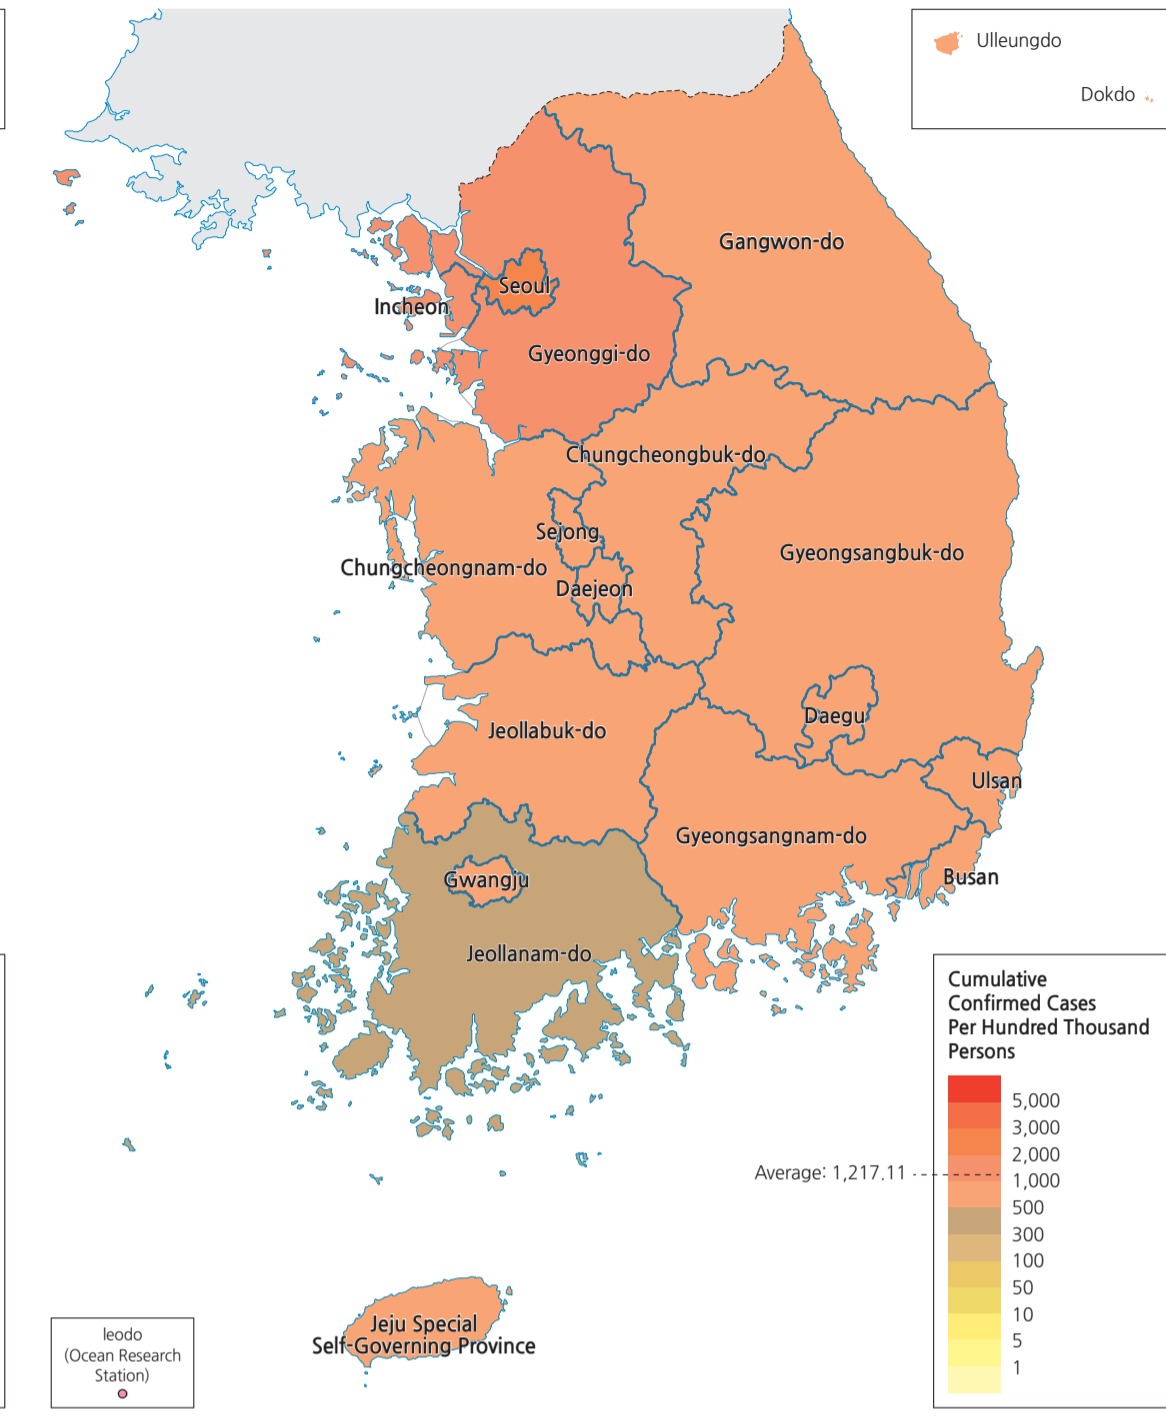 Ulleungdo
Dokdo
Gangwon-do
Seoul
Incheon
Gyeonggi-do
Chungcheongbuk-do
Sejong
Gyeongsangbuk-do
Chungcheongnam-do
Daejeon
Daegu
Jeollabuk-do
Ulsan
Gyeongsangnam-do
Busan
Gwangju
Jeollanam-do
Cumulative
Confirmed Cases
Per Hundred Thousand
Persons
5,000
3,000
2,000
Average: 1,217.11
1,000
500
300
100
50
10
5
1
Jeju Special
Self-Governing Province
Ieodo
(Ocean Research
Station)